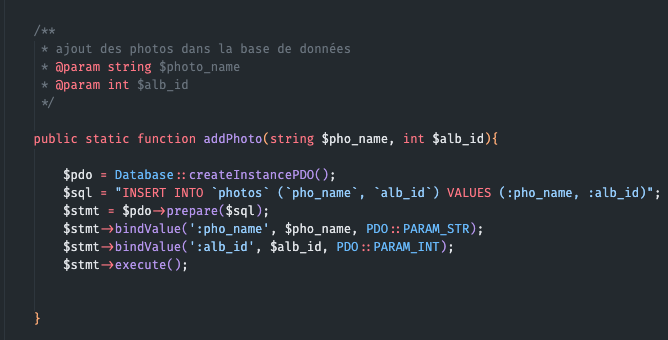 /**
 * ajout des photos dans la base de données
 * @param string $photo_name
 * @param int $alb_id
 */
public static function addPhoto(string $pho_name, int $alb_id){
$pdo = Database::createInstancePDO();
$sql = "INSERT INTO `photos` (`pho_name`, `alb_id`) VALUES (:pho_name, :alb_id)";
$stmt = $pdo->prepare($sql);
$stmt->bindValue(':pho_name', $pho_name, PDO::PARAM_STR);
$stmt->bindValue(':alb_id', $alb_id, PDO::PARAM_INT);
$stmt->execute();
}